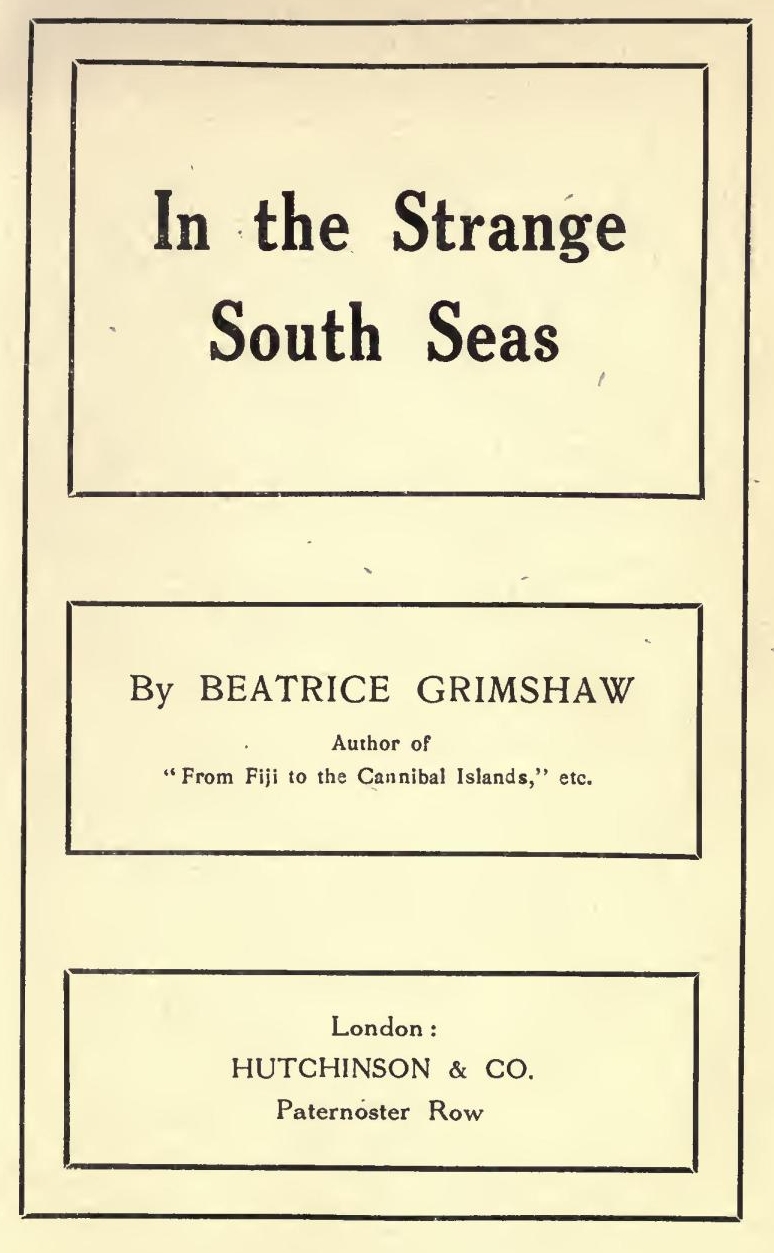 In the Strange
South Seas
By BEATRICE GRIMSHAW
Author of
“From Fiji to the Cannibal Islands,” etc.
London:
HUTCHINSON & CO.
Paternoster Row